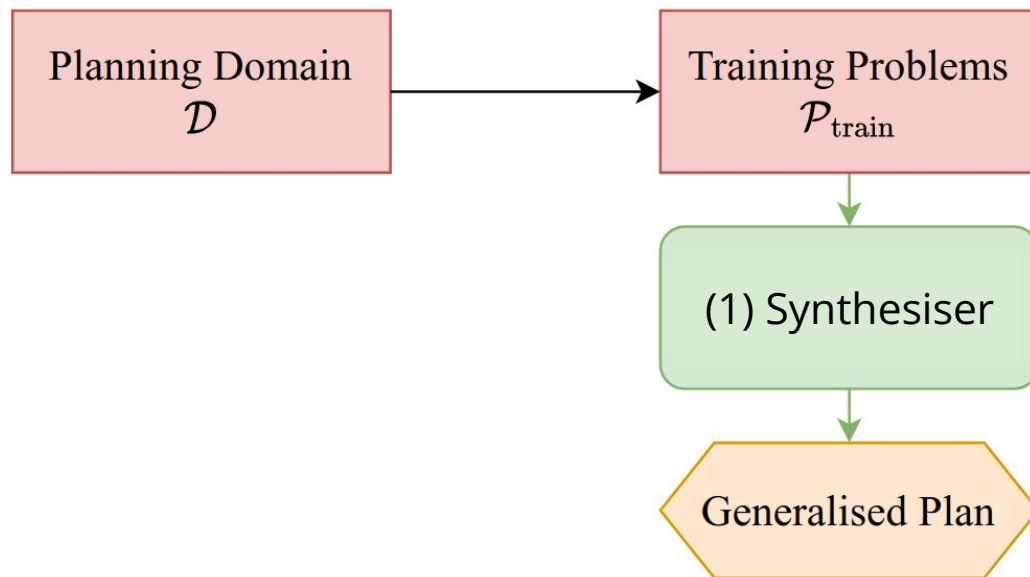 Planning Domain
𝒟
Training Problems
𝒫train
(1) Synthesiser
Generalised Plan